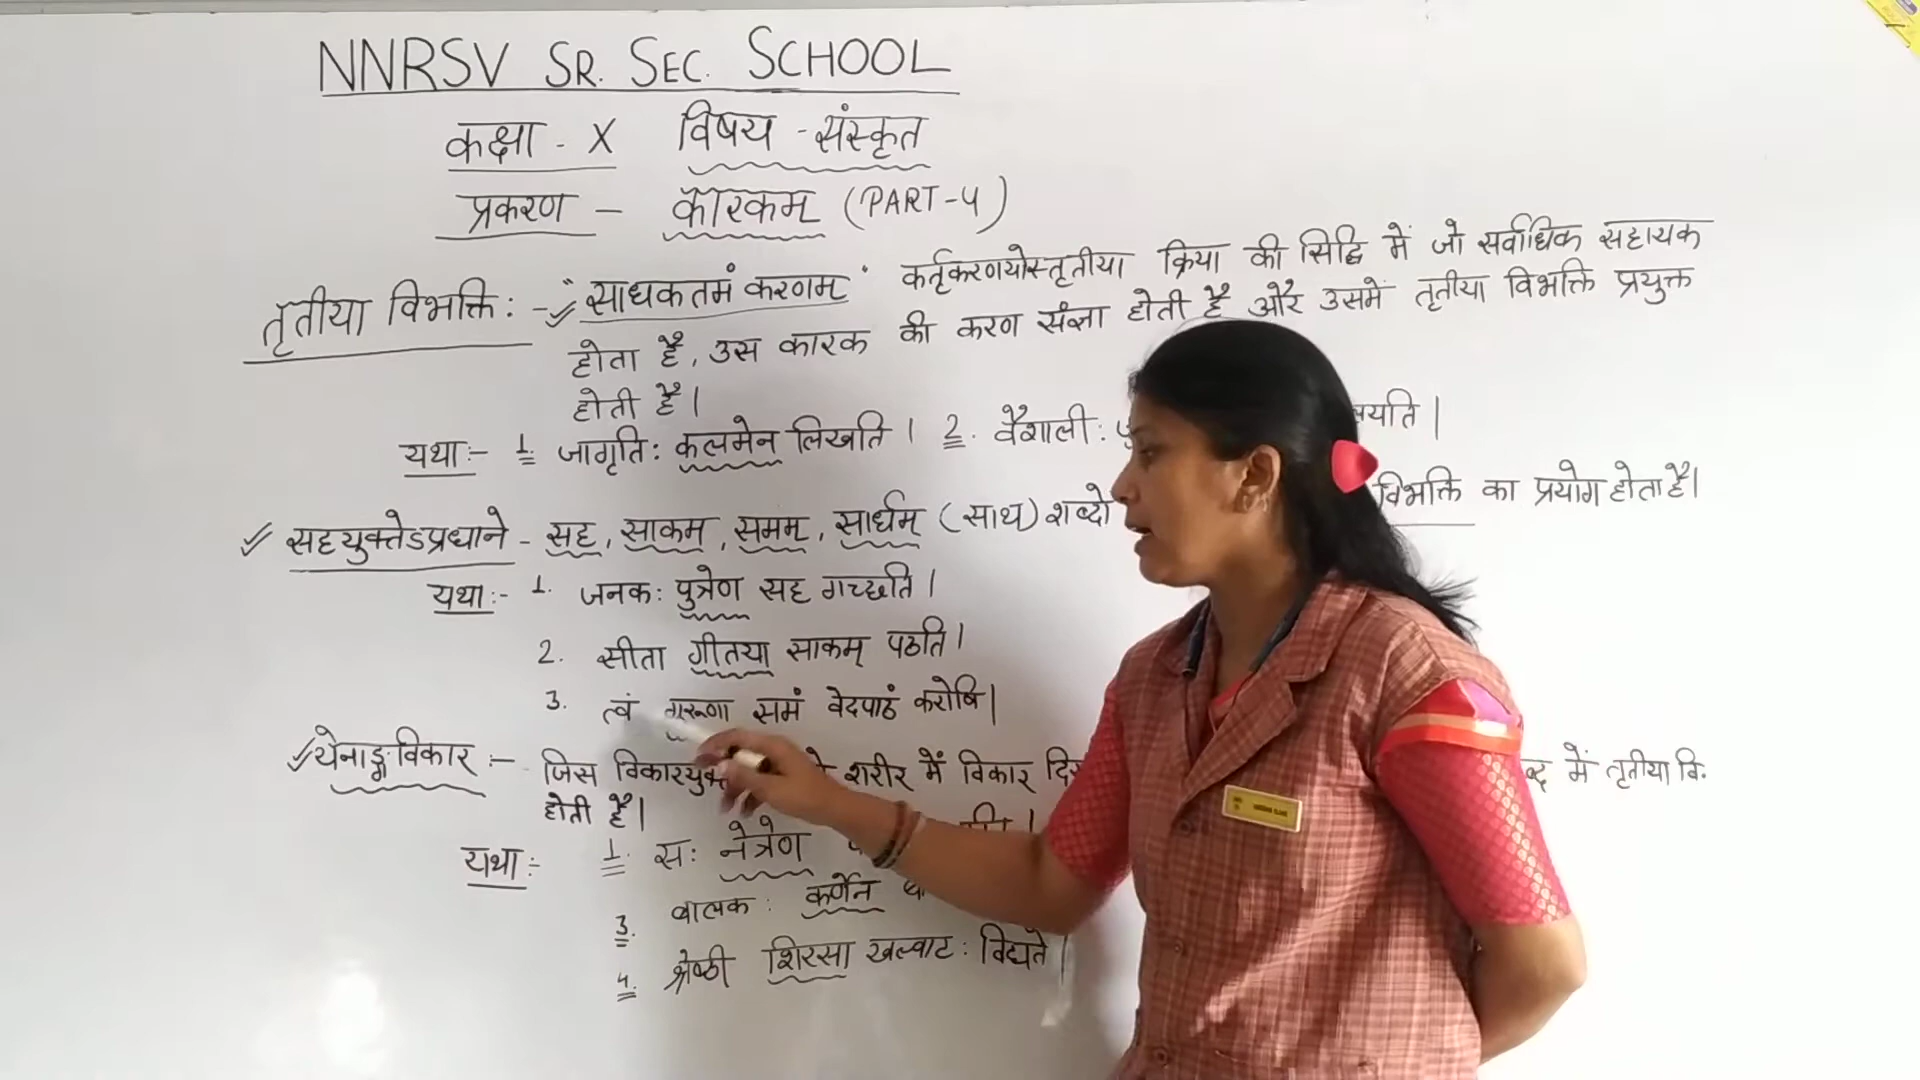 NNRSV SR. SEC. SCHOOL
कक्षा - X विषय - संस्कृत
प्रकरण - कारकम् (PART-4)
तृतीया विभक्ति: - "साधकतमं करणम्" कर्तृकरणयोस्तृतीया क्रिया की सिद्धि में जो सर्वाधिक सहायक
होता है, उस कारक की करण संज्ञा होती है और उसमें तृतीया विभक्ति प्रयुक्त
होती है।
यथा:- 1. जागृति: कलमेन लिखति। 2. वैशाली:
सहयुक्तेऽप्रधाने - सह, साकम्, समम्, सार्धम् (साथ) शब्दो विभक्ति का प्रयोग होता है।
यथा:- 1. जनक: पुत्रेण सह गच्छति।
2. सीता गीतया साकम् पठति।
3. त्वं गुरूणा समं वेदपाठं करोषि।
येनाङ्गविकार:- जिस विकारयुक्त शरीर में विकार में तृतीया वि.
होती है।
यथा:- 1. स: नेत्रेण
3. बालक: कर्णेन
4. श्रेष्ठी शिरसा खल्वाट: विद्यते।